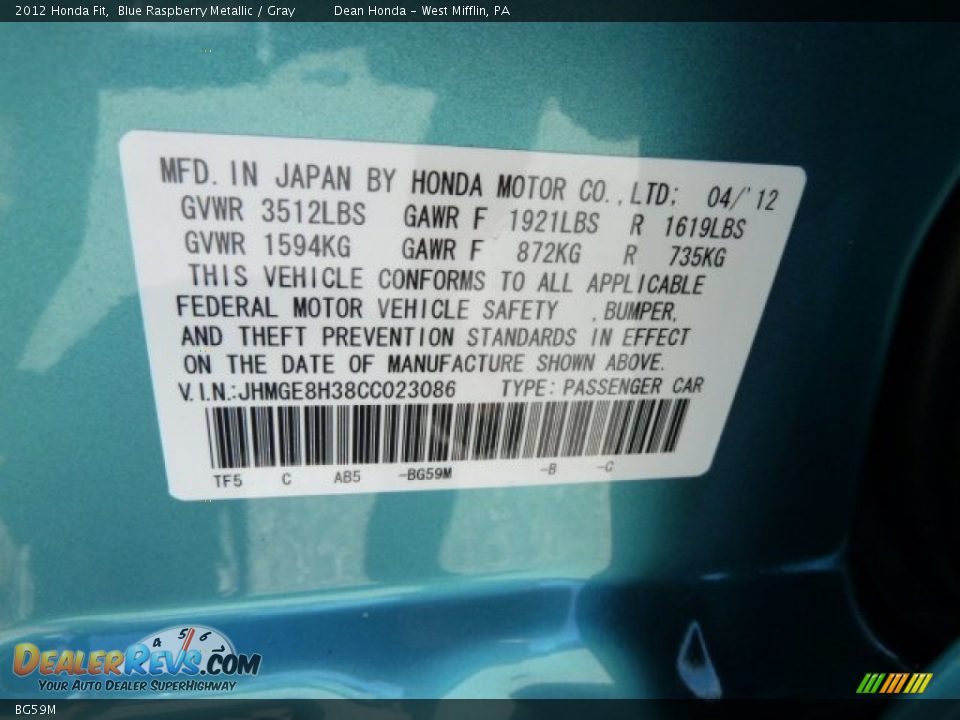 2012 Honda Fit, Blue Raspberry Metallic / Gray Dean Honda - West Mifflin, PA
MFD. IN JAPAN BY HONDA MOTOR CO.,LTD; 04/'12
GVWR 3512LBS GAWR F 1921LBS R 1619LBS
GVWR 1594KG GAWR F 872KG R 735KG
THIS VEHICLE CONFORMS TO ALL APPLICABLE
FEDERAL MOTOR VEHICLE SAFETY ,BUMPER,
AND THEFT PREVENTION STANDARDS IN EFFECT
ON THE DATE OF MANUFACTURE SHOWN ABOVE.
V.I.N.:JHMGE8H38CC023086 TYPE: PASSENGER CAR
TF5 C AB5 -BG59M -B -C
4 5 6
DEALERREVS.COM
YOUR AUTO DEALER SUPERHIGHWAY
BG59M